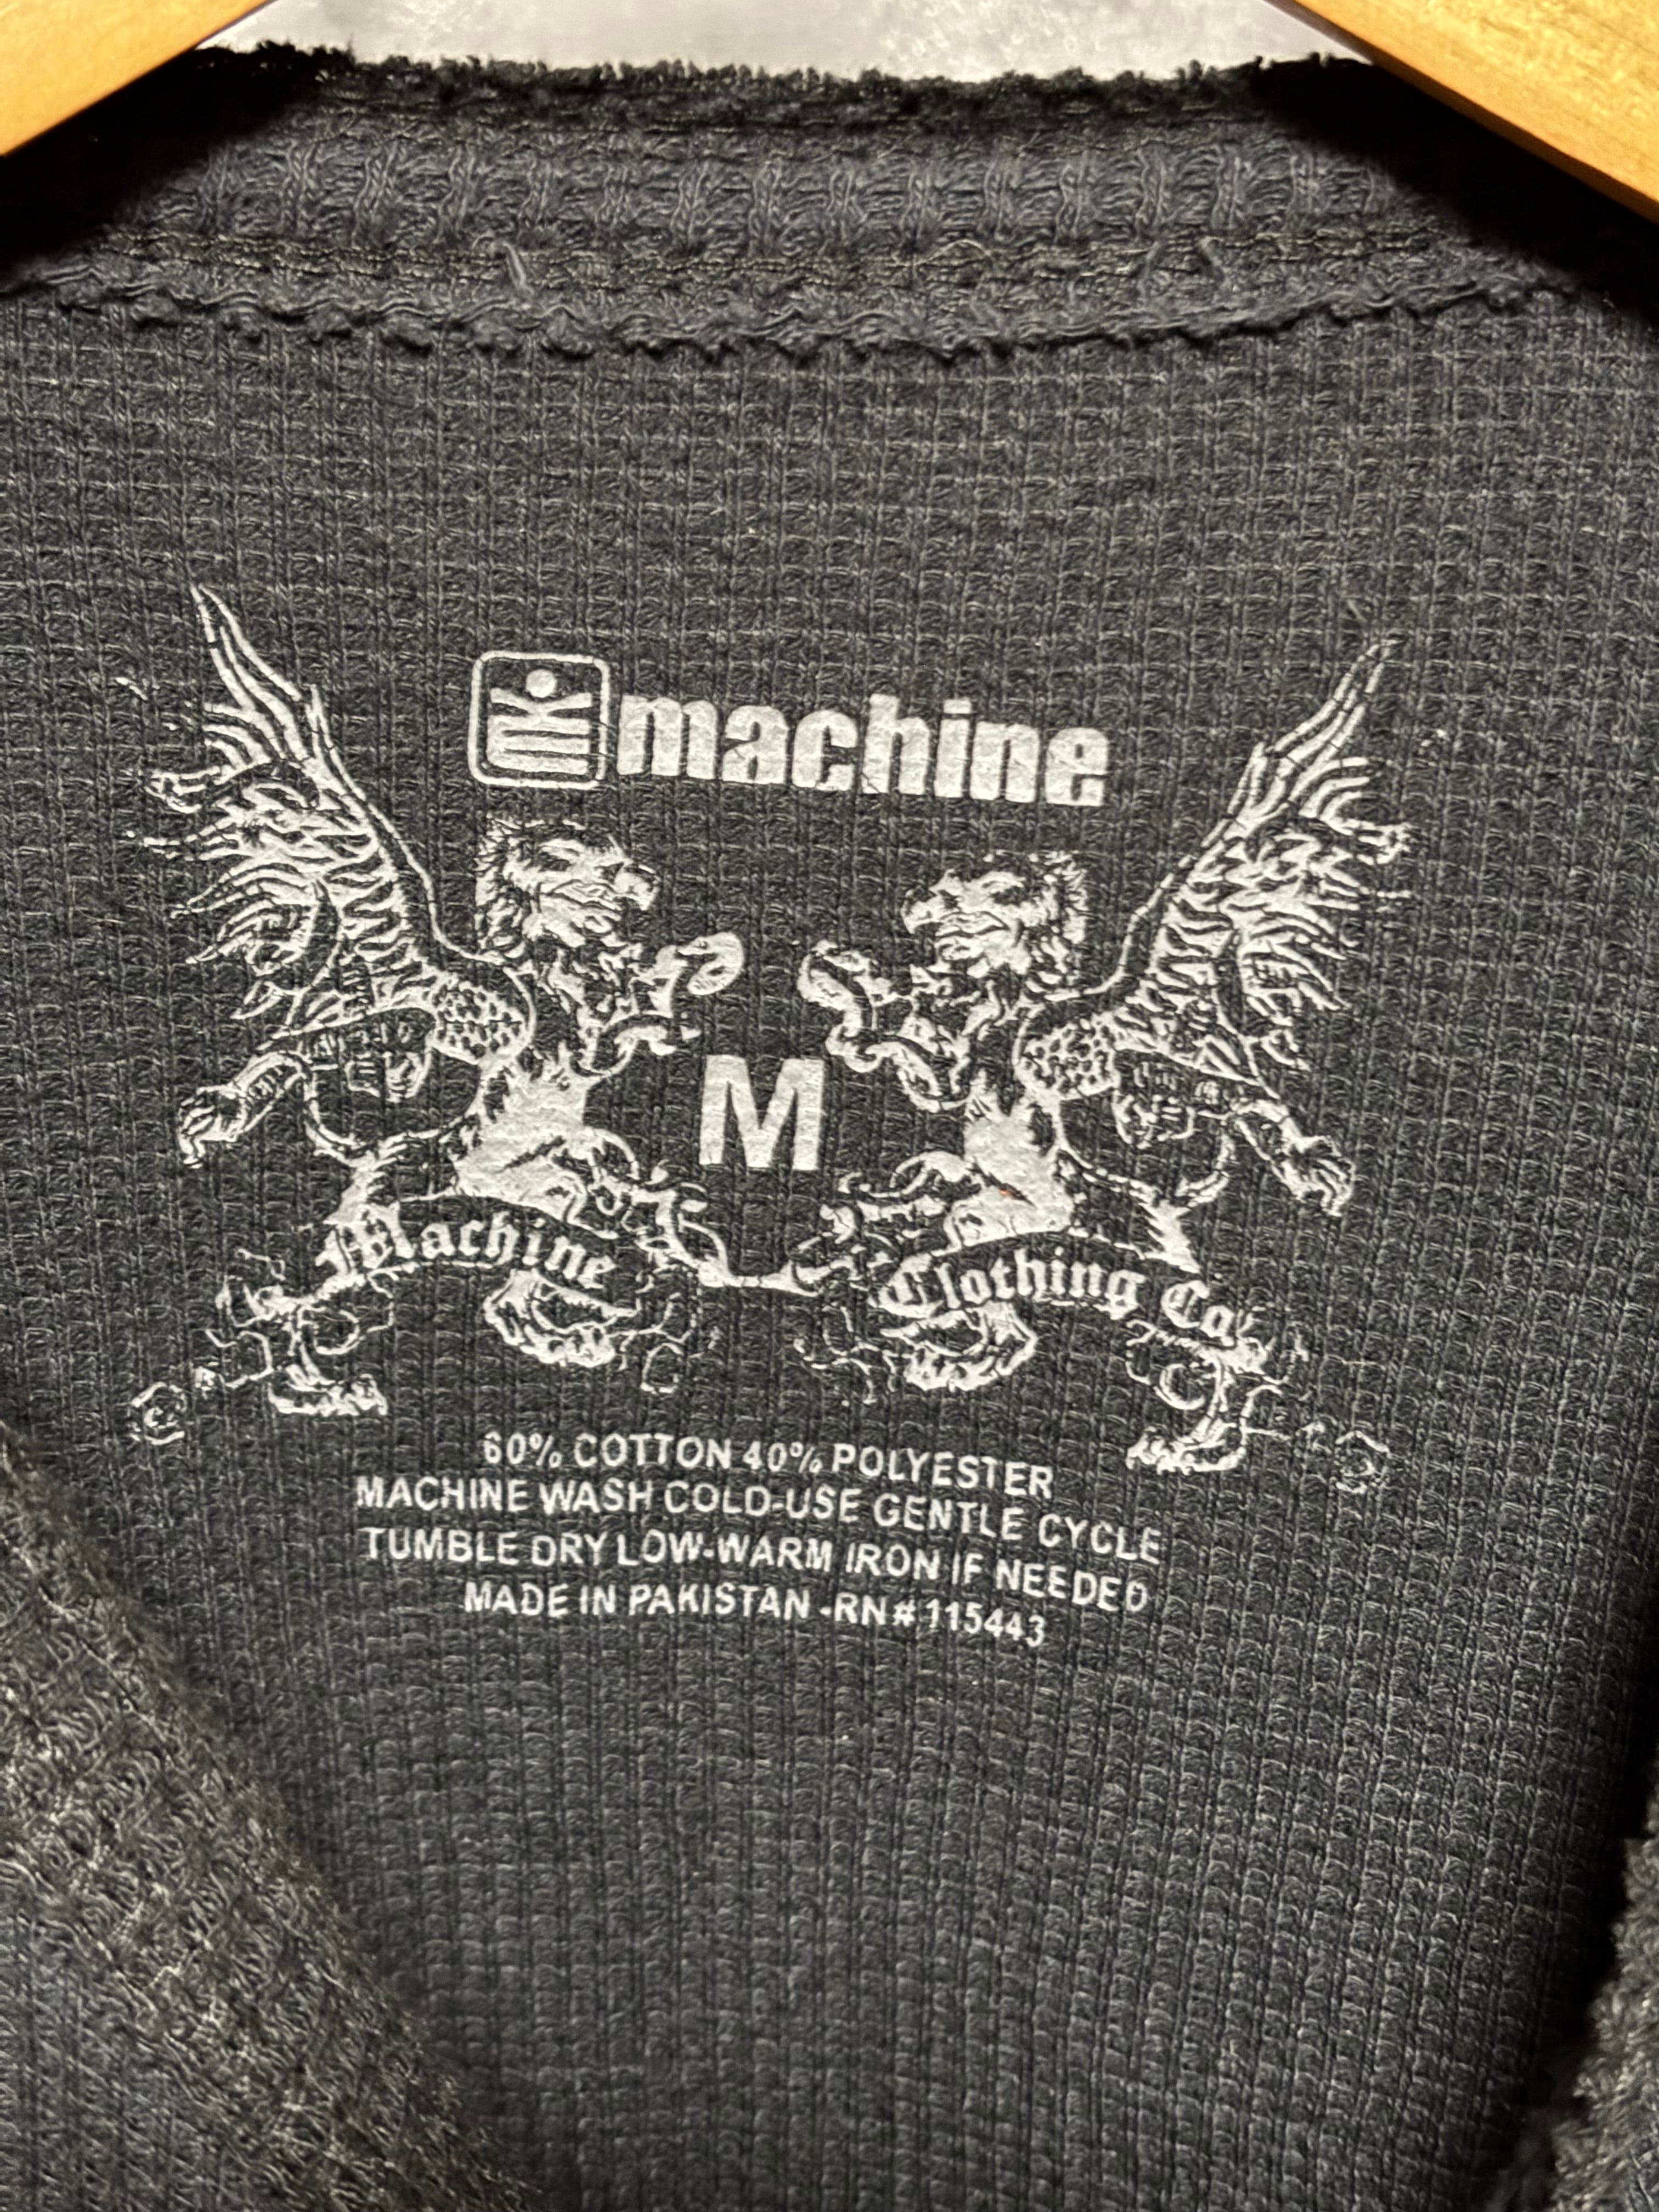 machine
M
Machine Clothing Co.
60% COTTON 40% POLYESTER
MACHINE WASH COLD-USE GENTLE CYCLE
TUMBLE DRY LOW-WARM IRON IF NEEDED
MADE IN PAKISTAN -RN# 115443